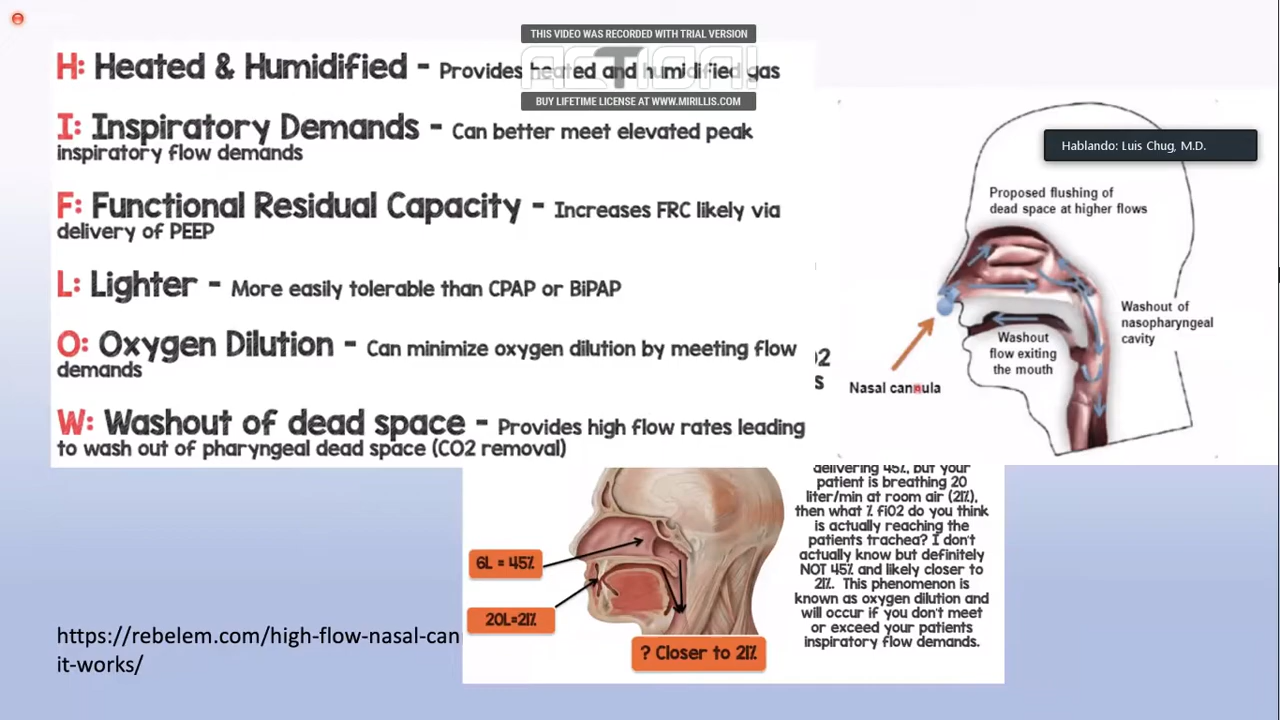 THIS VIDEO WAS RECORDED WITH TRIAL VERSION
ACTION!
BUY LIFETIME LICENSE AT WWW.MIRILLIS.COM
H: Heated & Humidified - Provides heated and humidified gas
I: Inspiratory Demands - Can better meet elevated peak
inspiratory flow demands
F: Functional Residual Capacity - Increases FRC likely via
delivery of PEEP
L: Lighter - More easily tolerable than CPAP or BiPAP
O: Oxygen Dilution - Can minimize oxygen dilution by meeting flow
demands
W: Washout of dead space - Provides high flow rates leading
to wash out of pharyngeal dead space (CO2 removal)
Hablando: Luis Chug, M.D.
Proposed flushing of
dead space at higher flows
Washout of
nasopharyngeal
cavity
Washout
flow exiting
the mouth
Nasal cannula
6L = 45%
20L=21%
? Closer to 21%
delivering 45%, but your
patient is breathing 20
liter/min at room air (21%),
then what % fiO2 do you think
is actually reaching the
patients trachea? I don't
actually know but definitely
NOT 45% and likely closer to
21%. This phenomenon is
known as oxygen dilution and
will occur if you don't meet
or exceed your patients
inspiratory flow demands.
https://rebelem.com/high-flow-nasal-can
it-works/